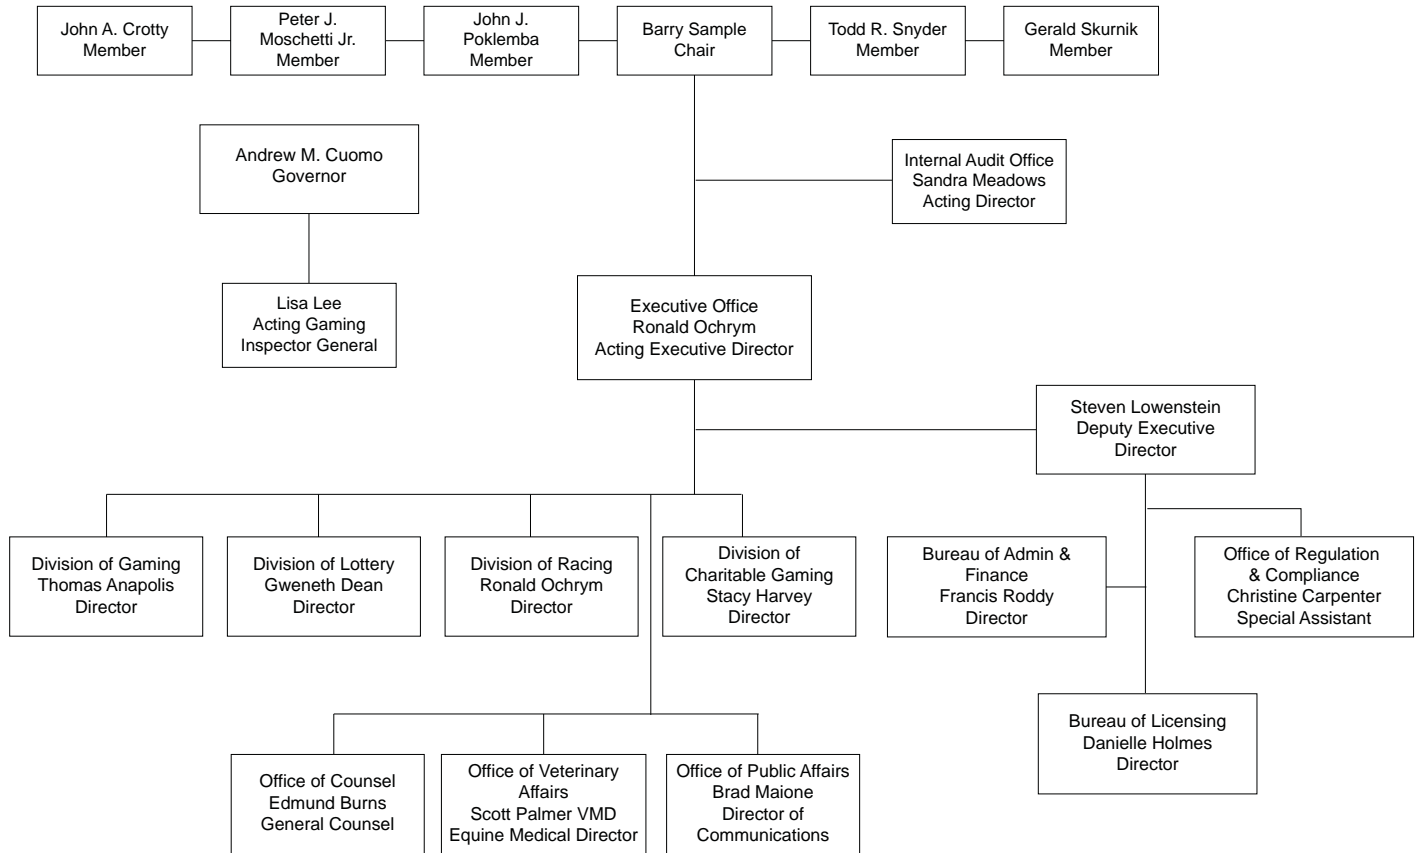 John A. Crotty
Member
Peter J.
Moschetti Jr.
Member
John J.
Poklemba
Member
Barry Sample
Chair
Todd R. Snyder
Member
Gerald Skurnik
Member
Andrew M. Cuomo
Governor
Internal Audit Office
Sandra Meadows
Acting Director
Lisa Lee
Acting Gaming
Inspector General
Executive Office
Ronald Ochrym
Acting Executive Director
Steven Lowenstein
Deputy Executive
Director
Division of Gaming
Thomas Anapolis
Director
Division of Lottery
Gweneth Dean
Director
Division of Racing
Ronald Ochrym
Director
Division of
Charitable Gaming
Stacy Harvey
Director
Bureau of Admin &
Finance
Francis Roddy
Director
Office of Regulation
& Compliance
Christine Carpenter
Special Assistant
Bureau of Licensing
Danielle Holmes
Director
Office of Counsel
Edmund Burns
General Counsel
Office of Veterinary
Affairs
Scott Palmer VMD
Equine Medical Director
Office of Public Affairs
Brad Maione
Director of
Communications